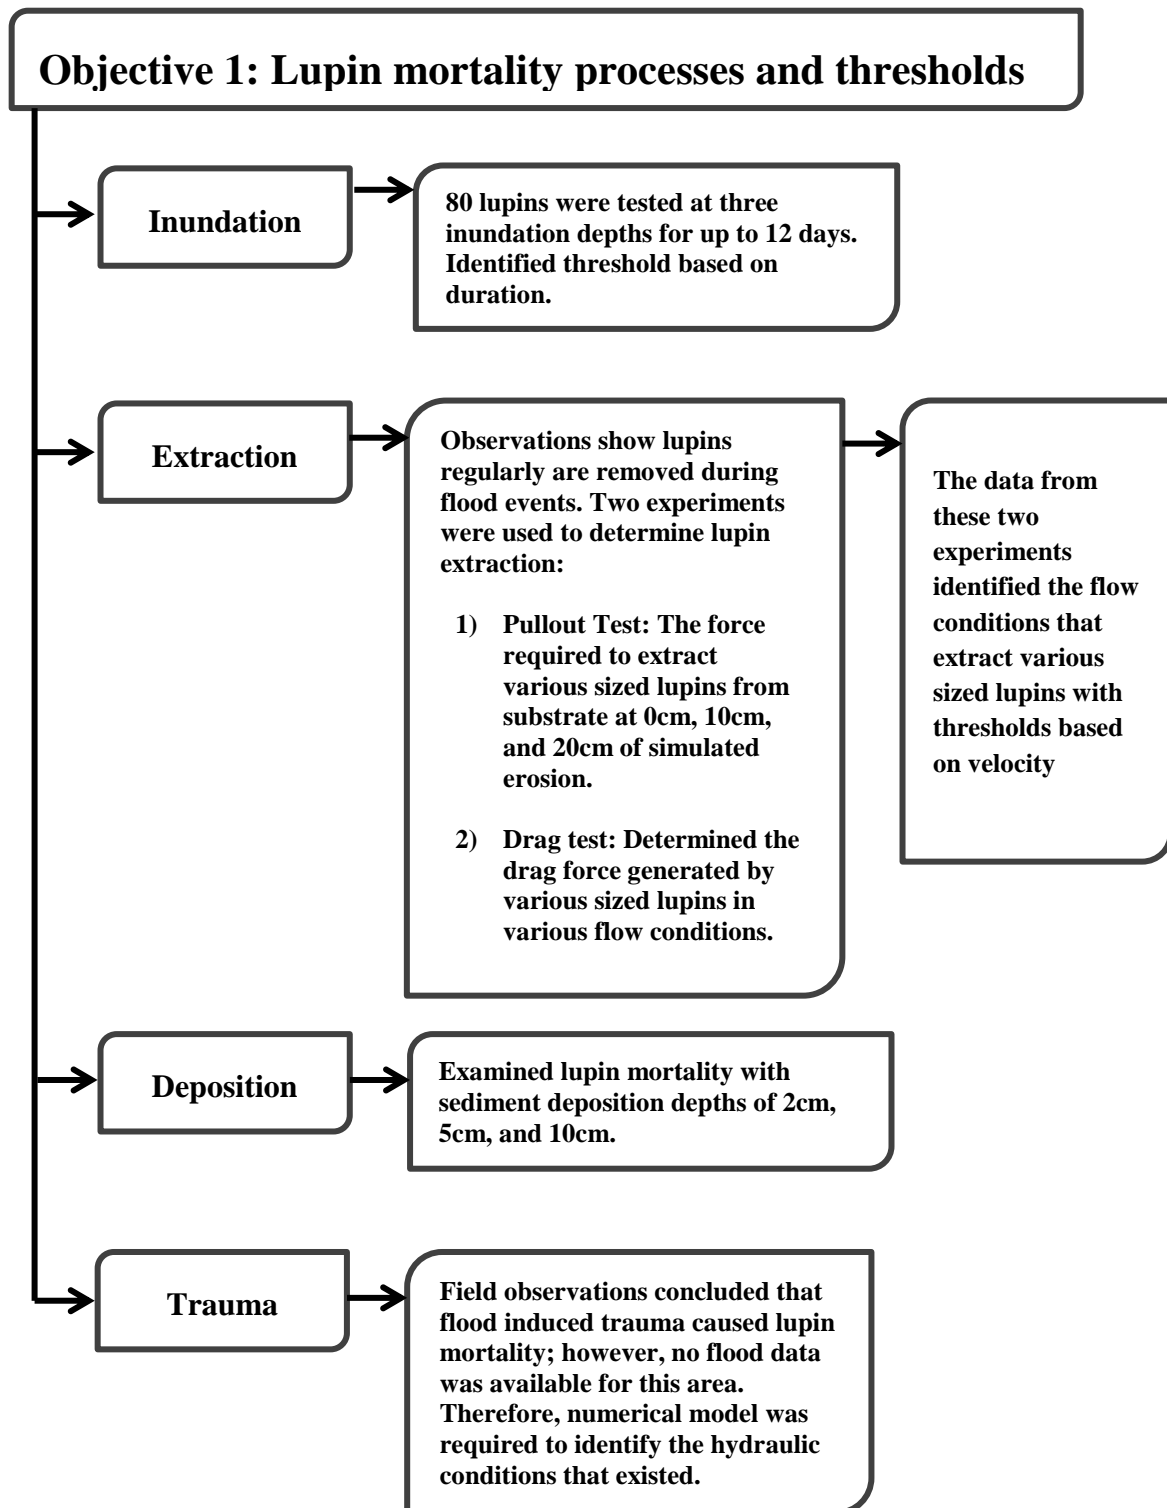 Objective 1: Lupin mortality processes and thresholds
Inundation
80 lupins were tested at three
inundation depths for up to 12 days.
Identified threshold based on
duration.
Extraction
Observations show lupins
regularly are removed during
flood events. Two experiments
were used to determine lupin
extraction:
1) Pullout Test: The force
required to extract
various sized lupins from
substrate at 0cm, 10cm,
and 20cm of simulated
erosion.
2) Drag test: Determined the
drag force generated by
various sized lupins in
various flow conditions.
The data from
these two
experiments
identified the flow
conditions that
extract various
sized lupins with
thresholds based
on velocity
Deposition
Examined lupin mortality with
sediment deposition depths of 2cm,
5cm, and 10cm.
Trauma
Field observations concluded that
flood induced trauma caused lupin
mortality; however, no flood data
was available for this area.
Therefore, numerical model was
required to identify the hydraulic
conditions that existed.